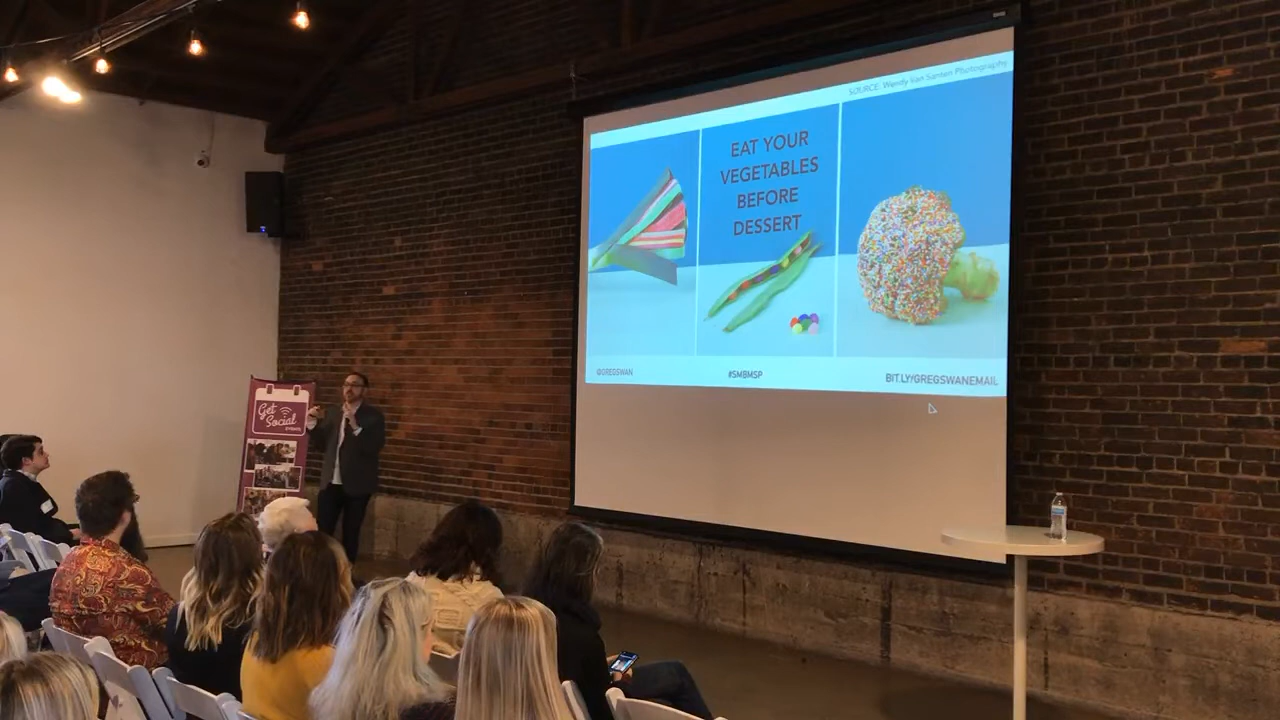 SOURCE: Wendy Van Santen Photography
EAT YOUR
VEGETABLES
BEFORE
DESSERT
@GREGSWAN
#SMBMSP
BIT.LY/GREGSWANEMAIL
Get
Social